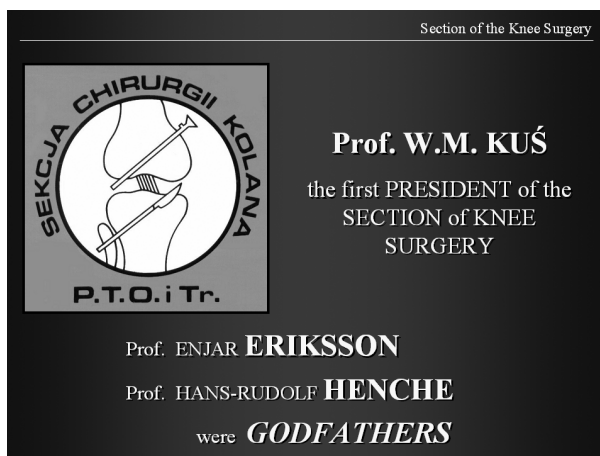 Section of the Knee Surgery
SEKCJA CHIRURGII KOLANA
P.T.O. i Tr.
Prof. W.M. KUŚ
the first PRESIDENT of the
SECTION of KNEE
SURGERY
Prof. ENJAR ERIKSSON
Prof. HANS-RUDOLF HENCHE
were GODFATHERS